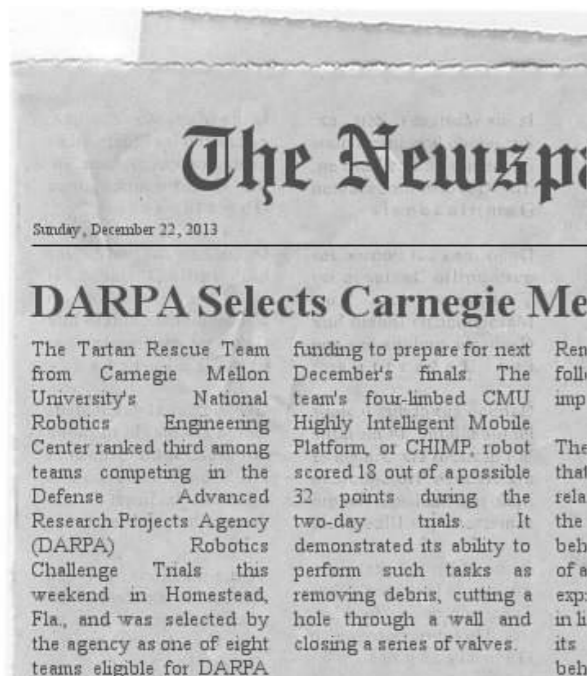 The Newspa
Sunday, December 22, 2013
DARPA Selects Carnegie Me
The Tartan Rescue Team
from Carnegie Mellon
University's National
Robotics Engineering
Center ranked third among
teams competing in the
Defense Advanced
Research Projects Agency
(DARPA) Robotics
Challenge Trials this
weekend in Homestead,
Fla., and was selected by
the agency as one of eight
teams eligible for DARPA
funding to prepare for next
December's finals. The
team's four-limbed CMU
Highly Intelligent Mobile
Platform, or CHIMP, robot
scored 18 out of a possible
32 points during the
two-day trials. It
demonstrated its ability to
perform such tasks as
removing debris, cutting a
hole through a wall and
closing a series of valves.
Ren
follo
imp
The
that
rela
the
beh
of a
exp
in h
its
beh